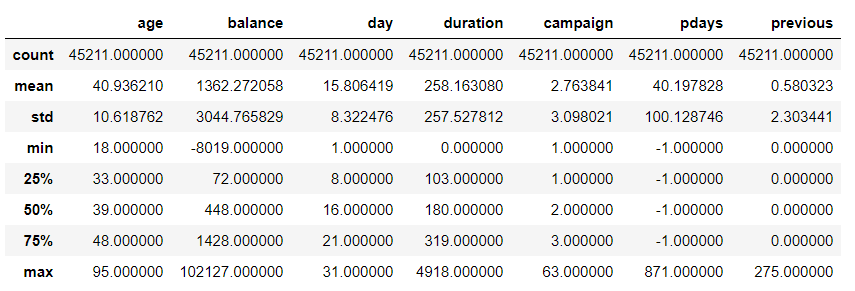 age balance day duration campaign pdays previous
count 45211.000000 45211.000000 45211.000000 45211.000000 45211.000000 45211.000000 45211.000000
mean 40.936210 1362.272058 15.806419 258.163080 2.763841 40.197828 0.580323
std 10.618762 3044.765829 8.322476 257.527812 3.098021 100.128746 2.303441
min 18.000000 -8019.000000 1.000000 0.000000 1.000000 -1.000000 0.000000
25% 33.000000 72.000000 8.000000 103.000000 1.000000 -1.000000 0.000000
50% 39.000000 448.000000 16.000000 180.000000 2.000000 -1.000000 0.000000
75% 48.000000 1428.000000 21.000000 319.000000 3.000000 -1.000000 0.000000
max 95.000000 102127.000000 31.000000 4918.000000 63.000000 871.000000 275.000000